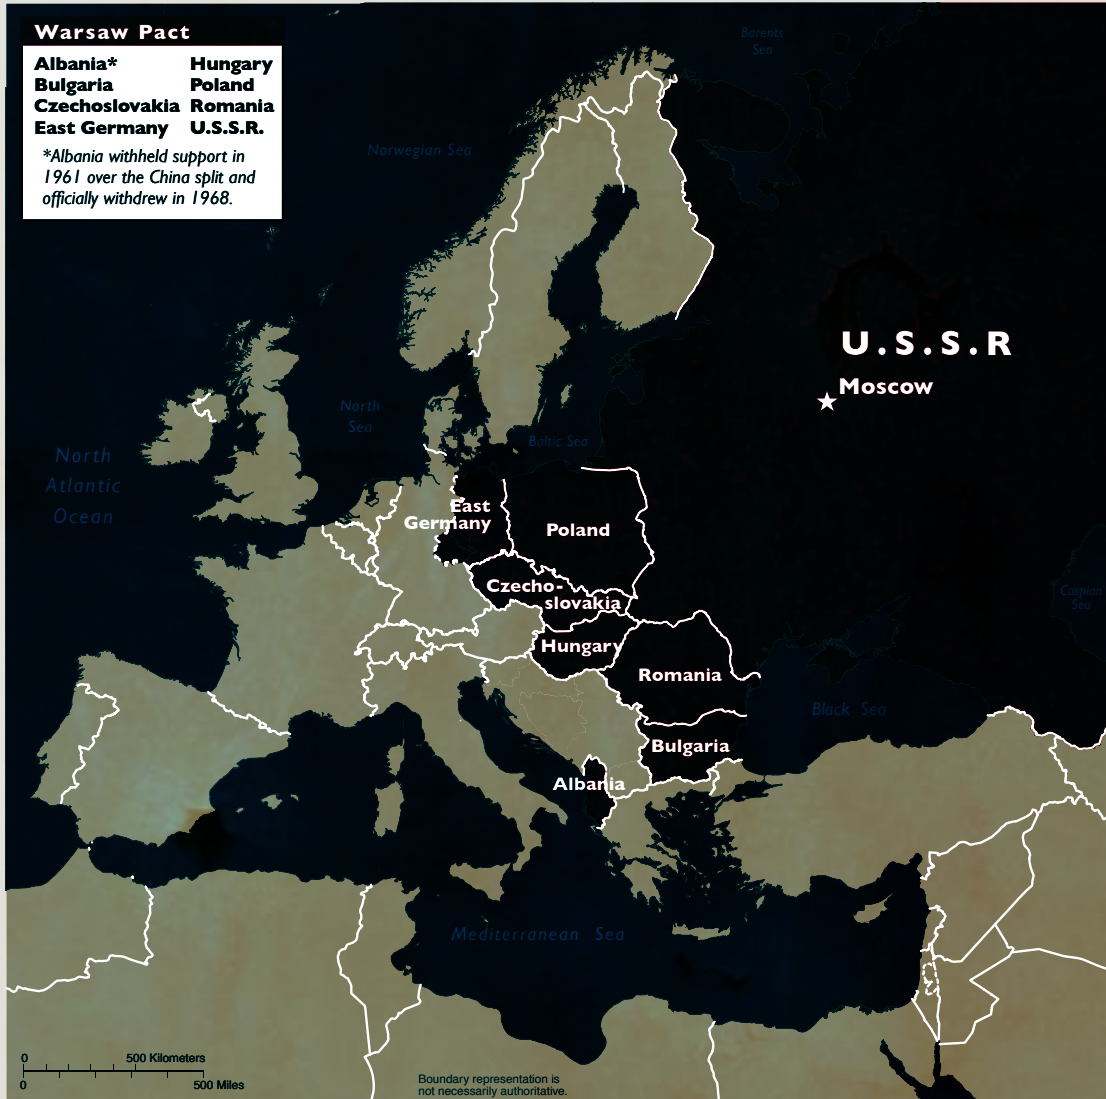 Warsaw Pact
Albania* Hungary
Bulgaria Poland
Czechoslovakia Romania
East Germany U.S.S.R.
*Albania withheld support in
1961 over the China split and
officially withdrew in 1968.
Barents
Sea
Norwegian Sea
U.S.S.R
Moscow
North
Sea
Baltic Sea
North
Atlantic
Ocean
East
Germany
Poland
Czecho-
slovakia
Caspian
Sea
Hungary
Romania
Black Sea
Bulgaria
Albania
Mediterranean Sea
0 500 Kilometers
0 500 Miles
Boundary representation is
not necessarily authoritative.